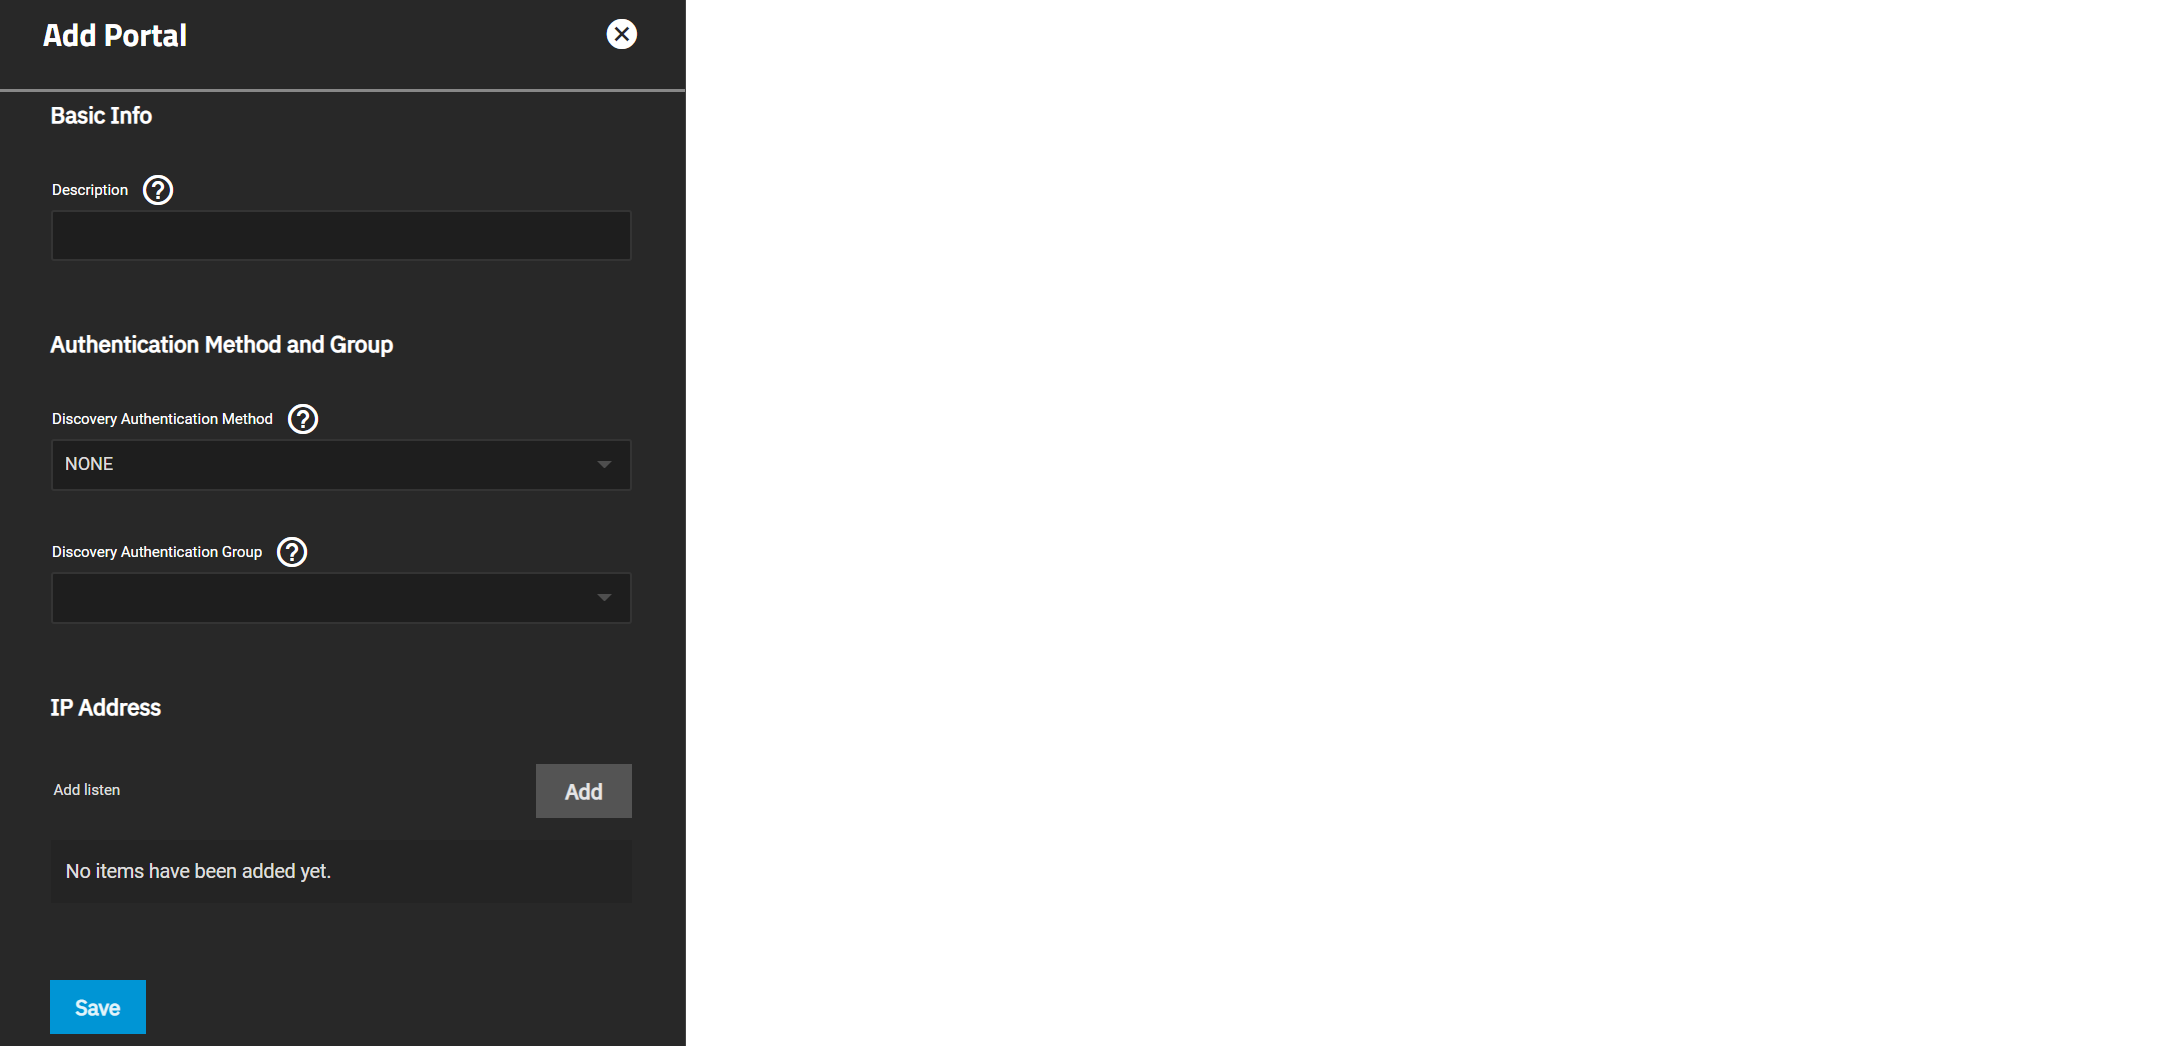 Add Portal
Basic Info
Description
Authentication Method and Group
Discovery Authentication Method
NONE
Discovery Authentication Group
IP Address
Add listen
Add
No items have been added yet.
Save